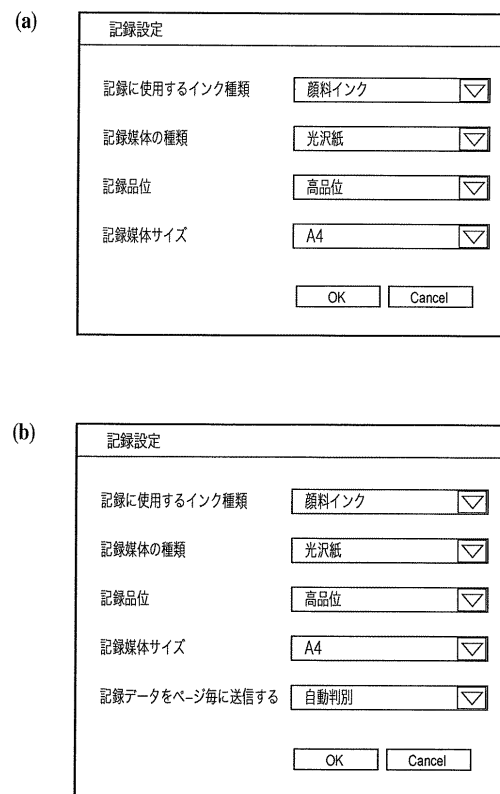 (a)
記録設定
記録に使用するインク種類 顔料インク
記録媒体の種類 光沢紙
記録品位 高品位
記録媒体サイズ A4
OK Cancel
(b)
記録設定
記録に使用するインク種類 顔料インク
記録媒体の種類 光沢紙
記録品位 高品位
記録媒体サイズ A4
記録データをページ毎に送信する 自動判別
OK Cancel